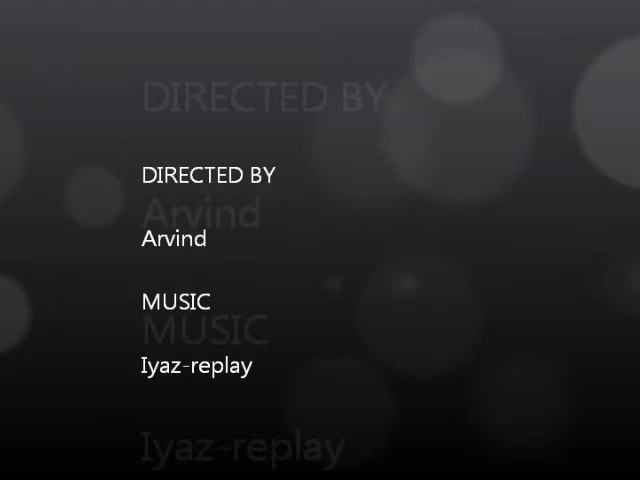 DIRECTED BY
DIRECTED BY
Arvind
Arvind
MUSIC
MUSIC
Iyaz-replay
Iyaz-replay